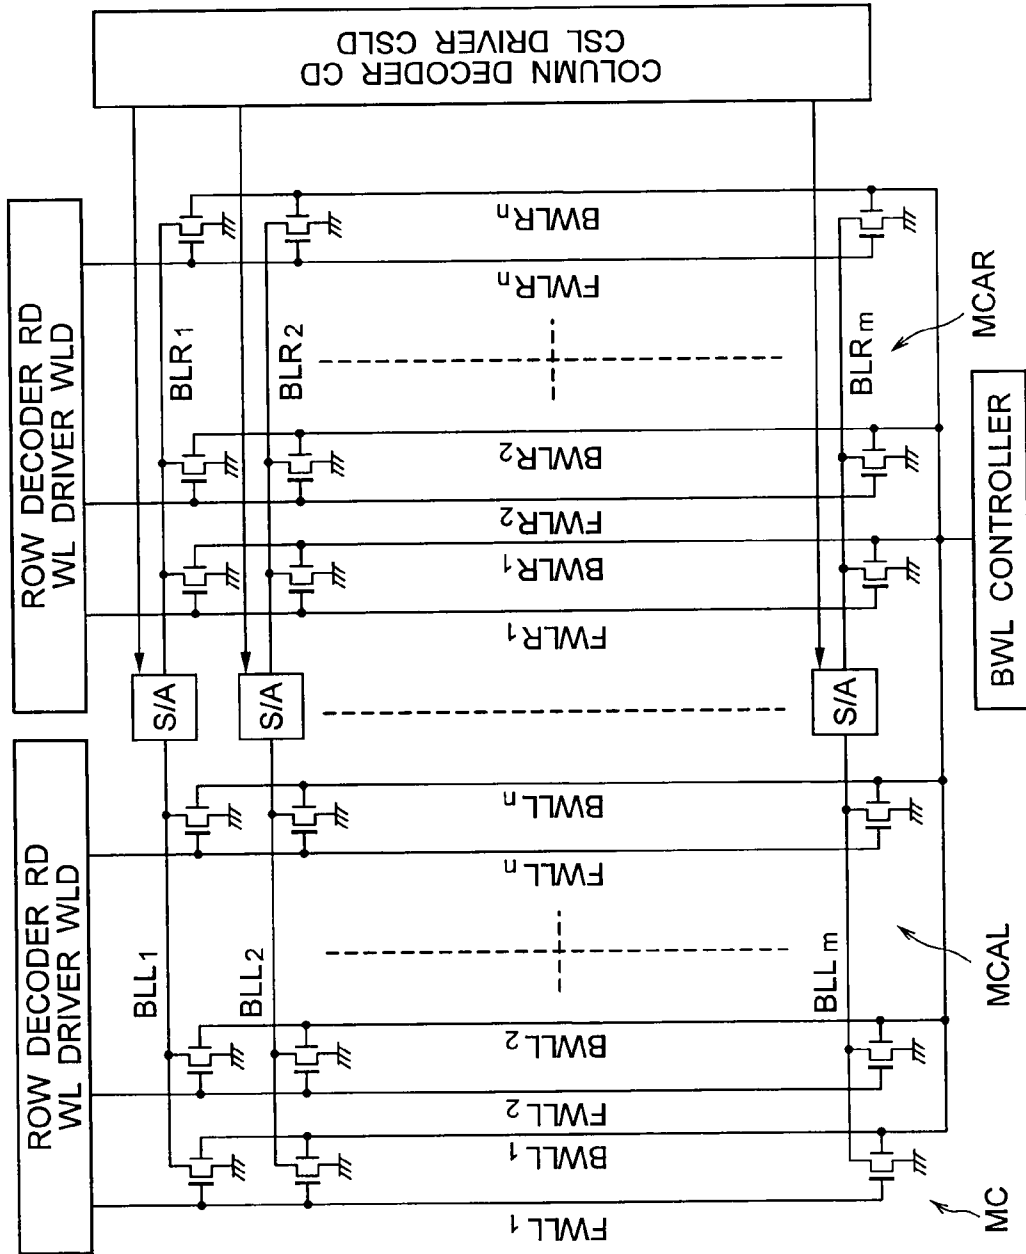 ROW DECODER RD
WL DRIVER WLD
ROW DECODER RD
WL DRIVER WLD
COLUMN DECODER CD
CSL DRIVER CSLD
BLL1
BLL2
BLLm
BLR1
BLR2
BLRm
S/A
S/A
S/A
FWLL1
BWLL1
FWLL2
BWLL2
FWLLn
BWLLn
FWLR1
BWLR1
FWLR2
BWLR2
FWLRn
BWLRn
MC
MCAL
MCAR
BWL CONTROLLER